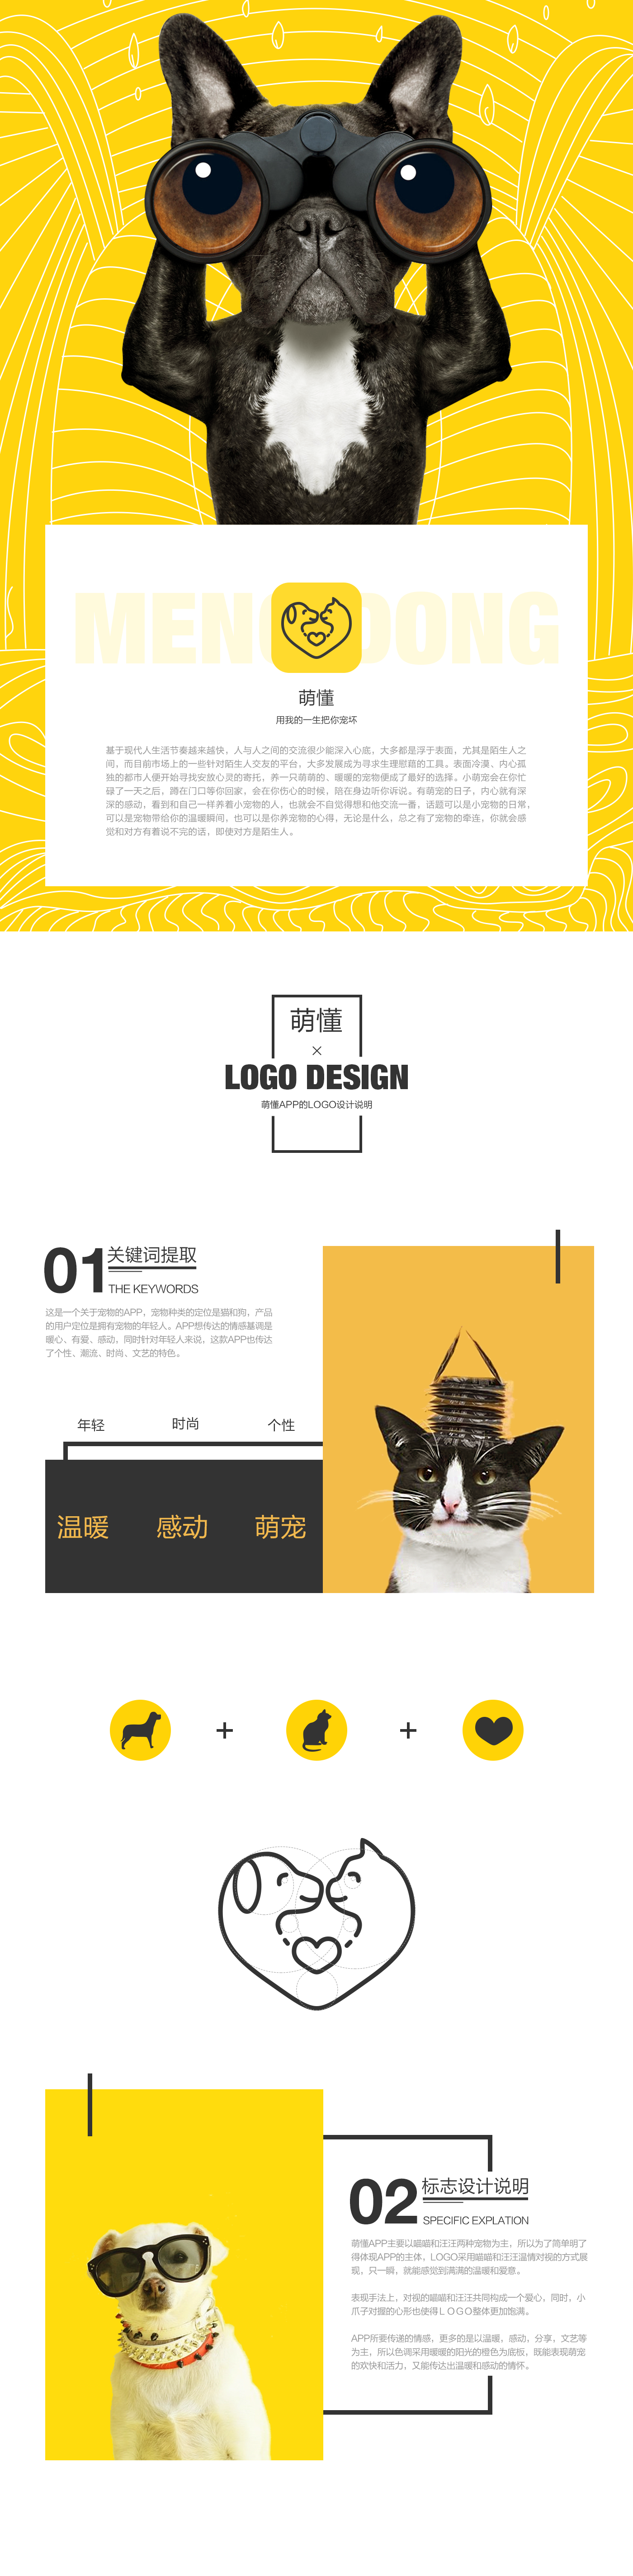 MENGDONG
萌懂
用我的一生把你宠坏
基于现代人生活节奏越来越快，人与人之间的交流很少能深入心底，大多都是浮于表面，尤其是陌生人之
间，而目前市场上的一些针对陌生人交友的平台，大多发展成为寻求生理慰藉的工具。表面冷漠、内心孤
独的都市人便开始寻找安放心灵的寄托，养一只萌萌的、暖暖的宠物便成了最好的选择。小萌宠会在你忙
碌了一天之后，蹲在门口等你回家，会在你伤心的时候，陪在身边听你诉说。有萌宠的日子，内心就有深
深的感动，看到和自己一样养着小宠物的人，也就会不自觉得想和他交流一番，话题可以是小宠物的日常，
可以是宠物带给你的温暖瞬间，也可以是你养宠物的心得，无论是什么，总之有了宠物的牵连，你就会感
觉和对方有着说不完的话，即使对方是陌生人。
萌懂
×
LOGO DESIGN
萌懂APP的LOGO设计说明
01 关键词提取
THE KEYWORDS
这是一个关于宠物的APP，宠物种类的定位是猫和狗，产品
的用户定位是拥有宠物的年轻人。APP想传达的情感基调是
暖心、有爱、感动，同时针对年轻人来说，这款APP也传达
了个性、潮流、时尚、文艺的特色。
年轻 时尚 个性
温暖 感动 萌宠
+ +
02 标志设计说明
SPECIFIC EXPLATION
萌懂APP主要以喵喵和汪汪两种宠物为主，所以为了简单明了
得体现APP的主体，LOGO采用喵喵和汪汪温情对视的方式展
现，只一瞬，就能感觉到满满的温暖和爱意。
表现手法上，对视的喵喵和汪汪共同构成一个爱心，同时，小
爪子对握的心形也使得ＬＯＧＯ整体更加饱满。
APP所要传递的情感，更多的是以温暖，感动，分享，文艺等
为主，所以色调采用暖暖的阳光的橙色为底板，既能表现萌宠
的欢快和活力，又能传达出温暖和感动的情怀。